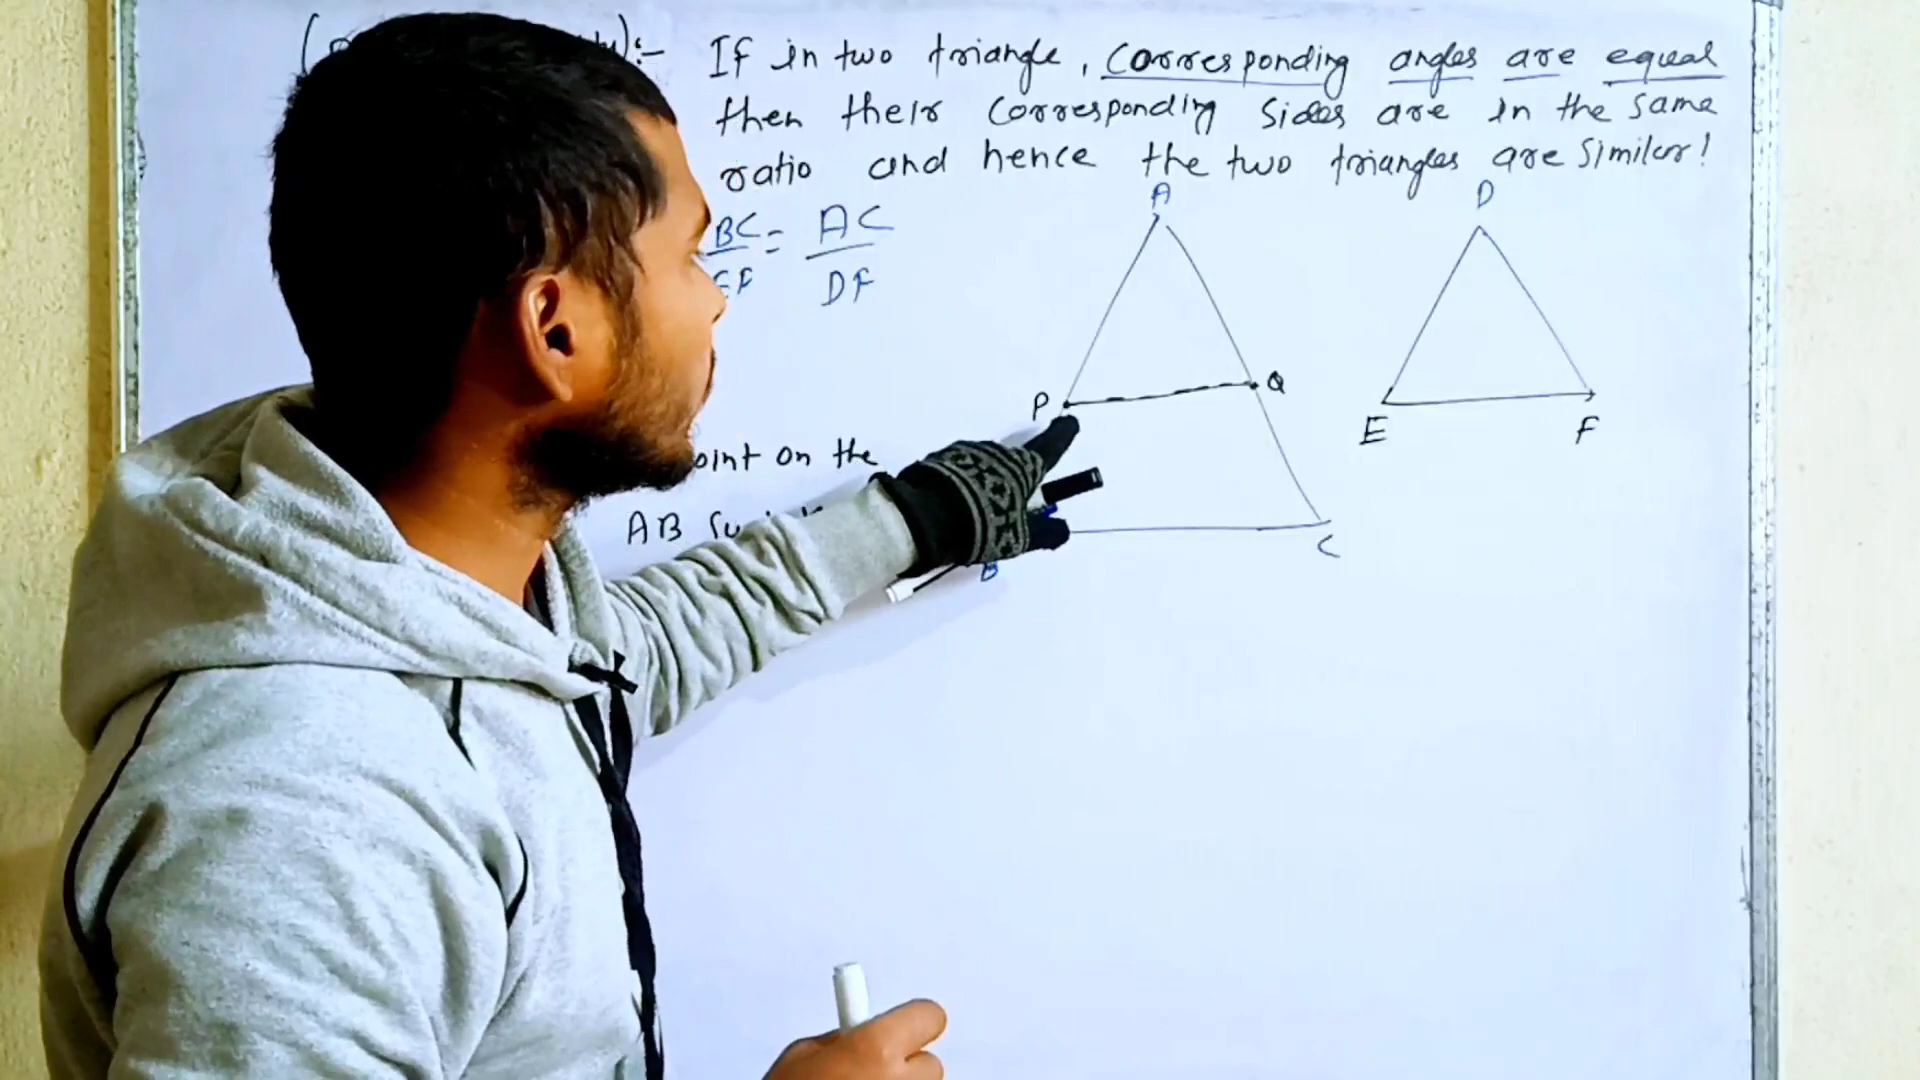 If in two triangle, corresponding angles are equal
then their corresponding sides are in the same
ratio and hence the two triangles are similar!
A
D
BC = AC
DF
P
Q
E
F
on the
AB
B
C